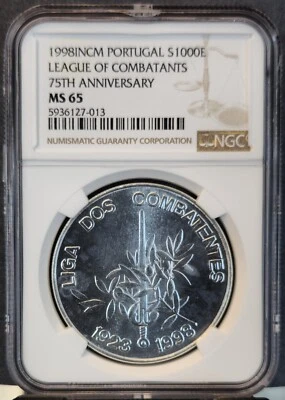 1998INCM PORTUGAL S1000E
LEAGUE OF COMBATANTS
75TH ANNIVERSARY
MS 65
5936127-013
NUMISMATIC GUARANTY CORPORATION
NGC
LIGA DOS COMBATENTES
1923 1998